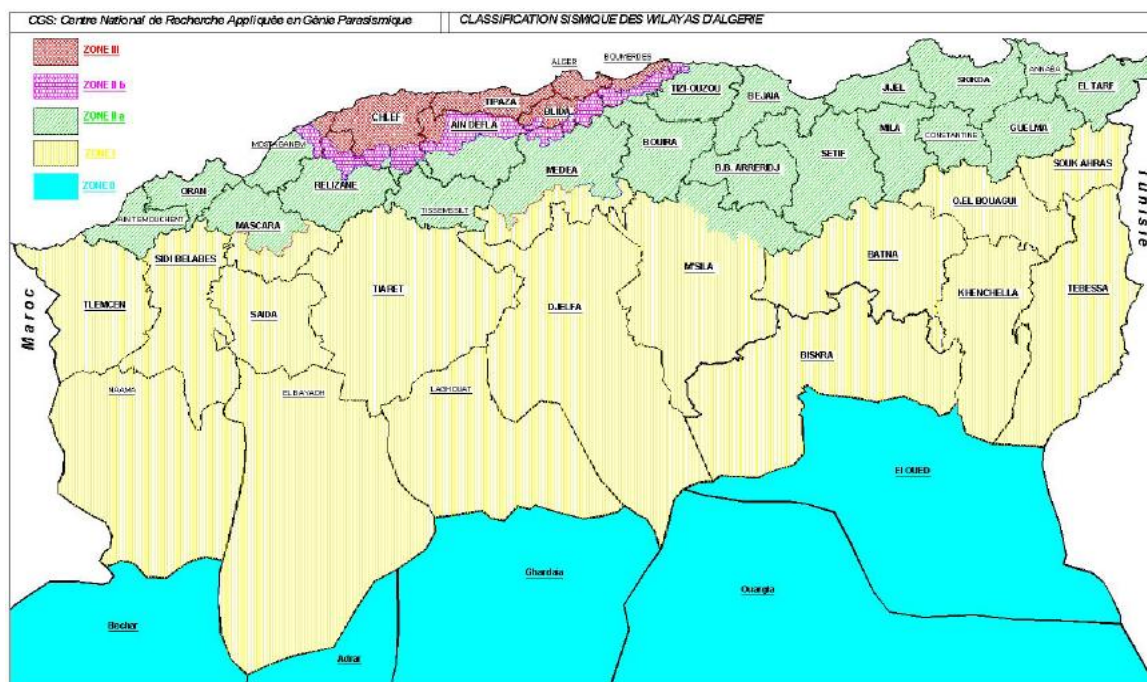 CGS: Centre National de Recherche Appliquée en Génie Parasismique
CLASSIFICATION SISMIQUE DES WILAYAS D'ALGERIE
ZONE III
ZONE II b
ZONE II a
ZONE I
ZONE 0
ALGER
BOUMERDES
TIPAZA
BLIDA
CHLEF
AIN DEFLA
TIZI-OUZOU
BEJAIA
JIJEL
SKIKDA
ANNABA
EL TARF
MOSTAGANEM
BOUIRA
MILA
CONSTANTINE
GUELMA
SETIF
SOUK AHRAS
ORAN
RELIZANE
MEDEA
B.B. ARRERIDJ
O.EL BOUAGUI
AIN TEMOUCHENT
MASCARA
TISSEMSSILT
SIDI BELABES
BATNA
M'SILA
TLEMCEN
SAIDA
TIARET
DJELFA
KHENCHELLA
TEBESSA
BISKRA
NAAMA
EL BAYADH
LAGHOUAT
Maroc
Tunisie
El OUED
Bechar
Adrar
Ghardaia
Ouargla